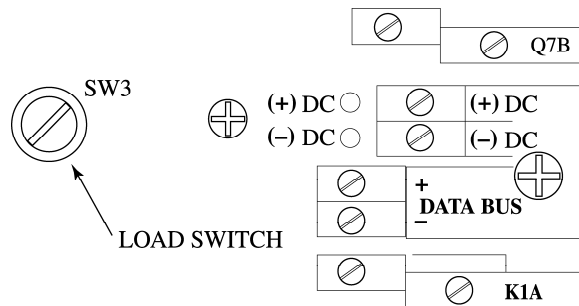 Q7B
SW3
(+) DC (+) DC
(−) DC (−) DC
+
DATA BUS
−
LOAD SWITCH
K1A